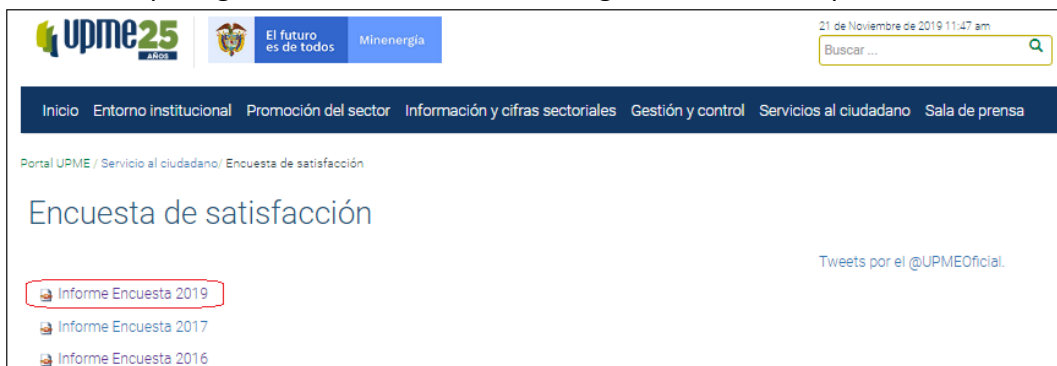 upme25
AÑOS
El futuro
es de todos
Minenergía
21 de Noviembre de 2019 11:47 am
Buscar ...
Inicio Entorno institucional Promoción del sector Información y cifras sectoriales Gestión y control Servicios al ciudadano Sala de prensa
Portal UPME / Servicio al ciudadano/ Encuesta de satisfacción
Encuesta de satisfacción
Tweets por el @UPMEOficial.
Informe Encuesta 2019
Informe Encuesta 2017
Informe Encuesta 2016